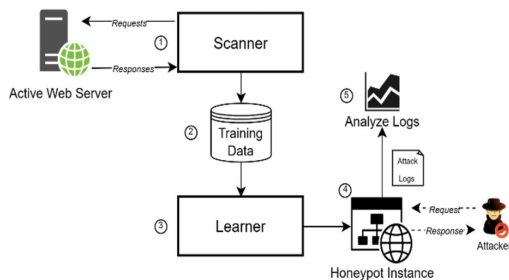 Requests
Responses
Active Web Server
1
Scanner
2
Training
Data
3
Learner
4
Honeypot Instance
Attack
Logs
5
Analyze Logs
Request
Response
Attacker